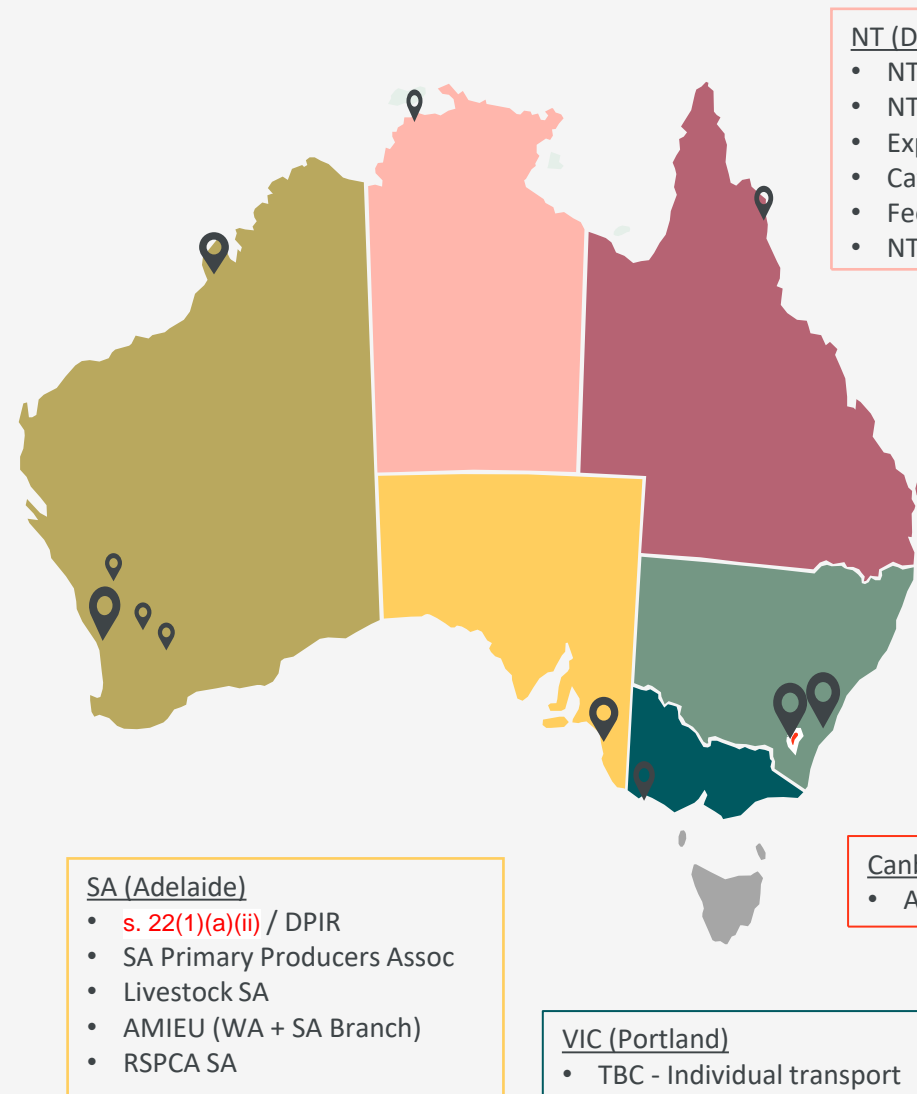 NT (D
• NT
• NT
• Exp
• Ca
• Fe
• NT
SA (Adelaide)
• s. 22(1)(a)(ii) / DPIR
• SA Primary Producers Assoc
• Livestock SA
• AMIEU (WA + SA Branch)
• RSPCA SA
Can
• A
VIC (Portland)
• TBC - Individual transport